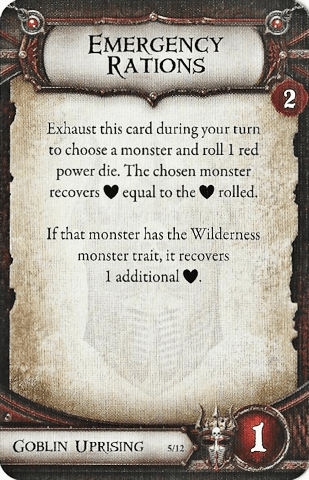 Emergency
Rations
2
Exhaust this card during your turn
to choose a monster and roll 1 red
power die. The chosen monster
recovers ♥ equal to the ♥ rolled.
If that monster has the Wilderness
monster trait, it recovers
1 additional ♥.
Goblin Uprising 5/12
1